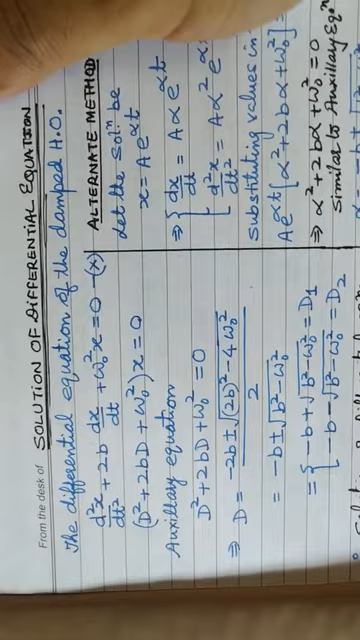 From the desk of SOLUTION OF DIFFERENTIAL EQUATION
The differential equation of the damped H.O.
d²x/dt² + 2b dx/dt + ω₀²x = 0 –(x)
(D² + 2bD + ω₀²) x = 0
Auxillary equation
D² + 2bD + ω₀² = 0
⇒ D = -2b ± √(2b)² - 4ω₀² / 2
= -b ± √b² - ω₀²
= { -b + √b² - ω₀² = D₁
-b - √b² - ω₀² = D₂
ALTERNATE METHOD
Let the solⁿ be
x = A e^αt
⇒ { dx/dt = A α e^αt
d²x/dt² = A α² e^α
Substituting values in
A e^αt [α² + 2bα + ω₀²] =
⇒ α² + 2bα + ω₀² = 0
Similar to Auxillary Eqⁿ